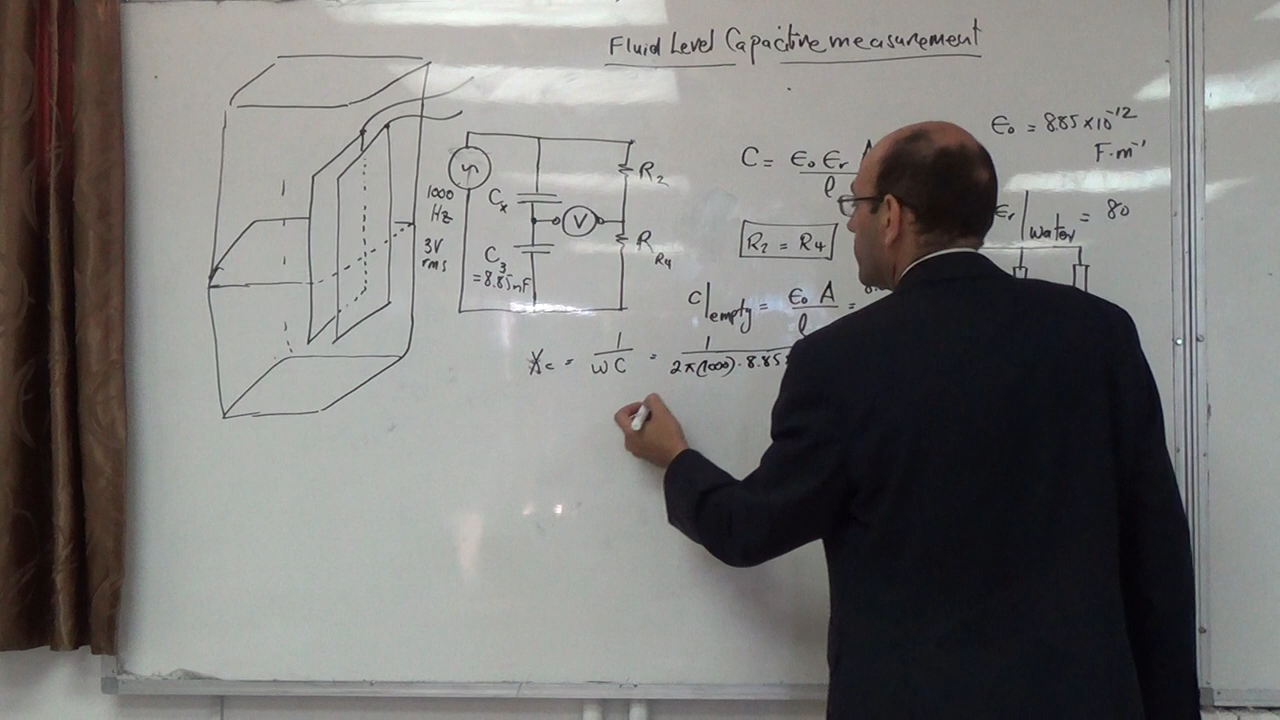 Fluid Level Capacitive measurement
ε₀ = 8.85 × 10⁻¹²
F·m⁻¹
C = ε₀ εᵣ A / l
εᵣ | water = 80
R₂ = R₄
C | empty = ε₀ A / l =
Xc = 1 / ωC = 1 / 2π(1000)·8.85
1000
Hz
3V
rms
Cₓ
V
R₂
C₃
= 8.85nF
R R₄